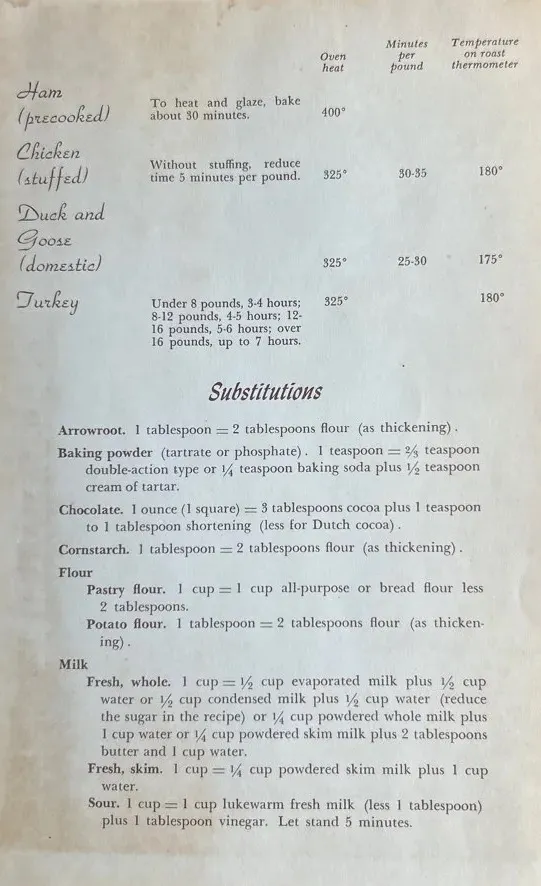 Oven heat
Minutes per pound
Temperature on roast thermometer
Ham
(precooked)
To heat and glaze, bake
about 30 minutes.
400°
Chicken
(stuffed)
Without stuffing, reduce
time 5 minutes per pound.
325°
30-35
180°
Duck and
Goose
(domestic)
325°
25-30
175°
Turkey
Under 8 pounds, 3-4 hours;
8-12 pounds, 4-5 hours; 12-
16 pounds, 5-6 hours; over
16 pounds, up to 7 hours.
325°
180°
Substitutions
Arrowroot. 1 tablespoon = 2 tablespoons flour (as thickening).
Baking powder (tartrate or phosphate). 1 teaspoon = ⅔ teaspoon
double-action type or ¼ teaspoon baking soda plus ½ teaspoon
cream of tartar.
Chocolate. 1 ounce (1 square) = 3 tablespoons cocoa plus 1 teaspoon
to 1 tablespoon shortening (less for Dutch cocoa).
Cornstarch. 1 tablespoon = 2 tablespoons flour (as thickening).
Flour
Pastry flour. 1 cup = 1 cup all-purpose or bread flour less
2 tablespoons.
Potato flour. 1 tablespoon = 2 tablespoons flour (as thicken-
ing).
Milk
Fresh, whole. 1 cup = ½ cup evaporated milk plus ½ cup
water or ½ cup condensed milk plus ½ cup water (reduce
the sugar in the recipe) or ¼ cup powdered whole milk plus
1 cup water or ¼ cup powdered skim milk plus 2 tablespoons
butter and 1 cup water.
Fresh, skim. 1 cup = ¼ cup powdered skim milk plus 1 cup
water.
Sour. 1 cup = 1 cup lukewarm fresh milk (less 1 tablespoon)
plus 1 tablespoon vinegar. Let stand 5 minutes.